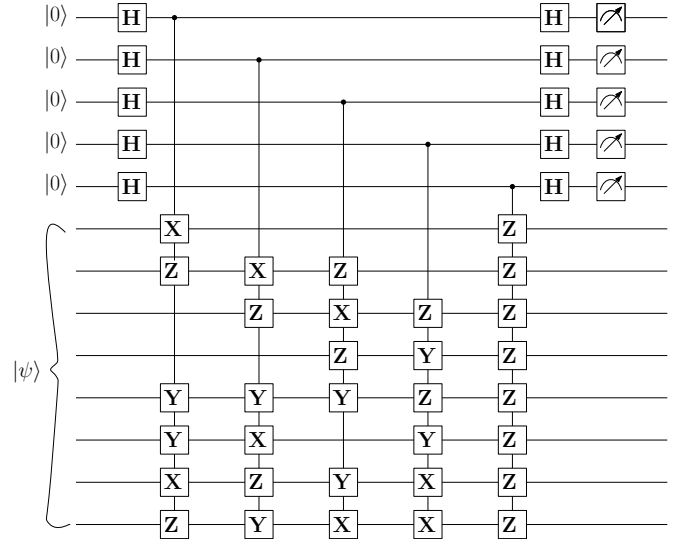 |0⟩ H H
|0⟩ H H
|0⟩ H H
|0⟩ H H
|0⟩ H H
X Z
Z X Z Z
Z X Z Z
Z Y Z
|ψ⟩
Y Y Y Z Z
Y X Y Z
X Z Y X Z
Z Y X X Z